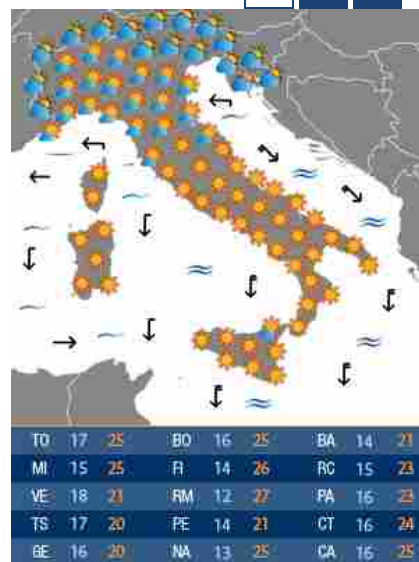 TO 17 25 BO 16 25 BA 14 21
MI 15 25 FI 14 26 RC 15 23
VE 18 21 RM 12 27 PA 16 23
TS 17 20 PE 14 21 CT 16 24
GE 16 20 NA 13 25 CA 16 25